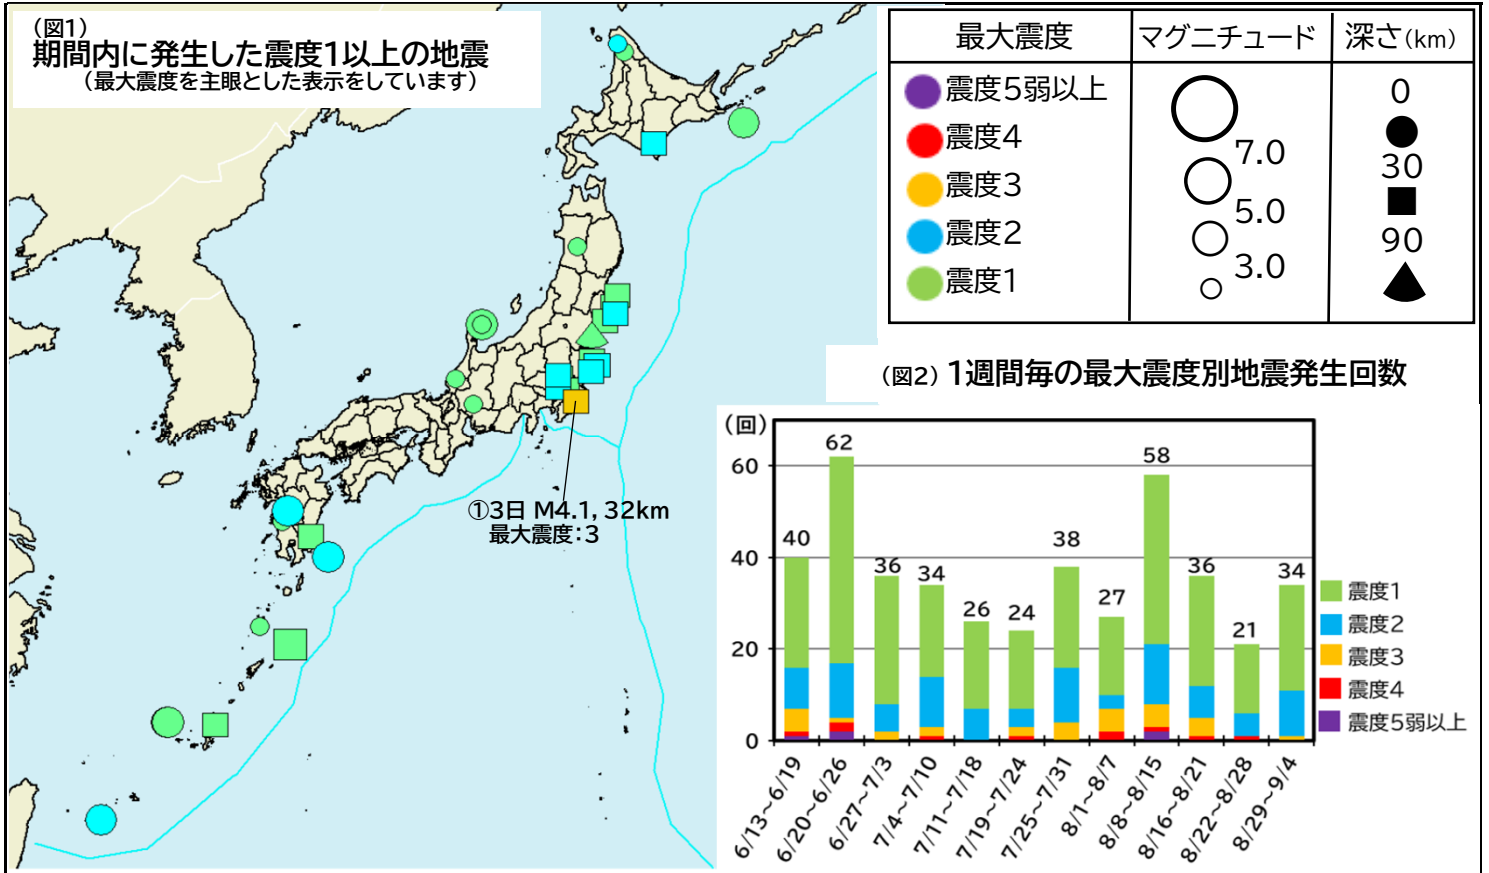 (図1)
期間内に発生した震度1以上の地震
(最大震度を主眼とした表示をしています)
①3日 M4.1, 32km
最大震度：3
最大震度 マグニチュード 深さ(km)
震度5弱以上
震度4
震度3
震度2
震度1
7.0
5.0
3.0
0
30
90
(図2) 1週間毎の最大震度別地震発生回数
(回)
60
40
20
0
40
62
36
34
26
24
38
27
58
36
21
34
6/13～6/19
6/20～6/26
6/27～7/3
7/4～7/10
7/11～7/18
7/19～7/24
7/25～7/31
8/1～8/7
8/8～8/15
8/16～8/21
8/22～8/28
8/29～9/4
震度1
震度2
震度3
震度4
震度5弱以上